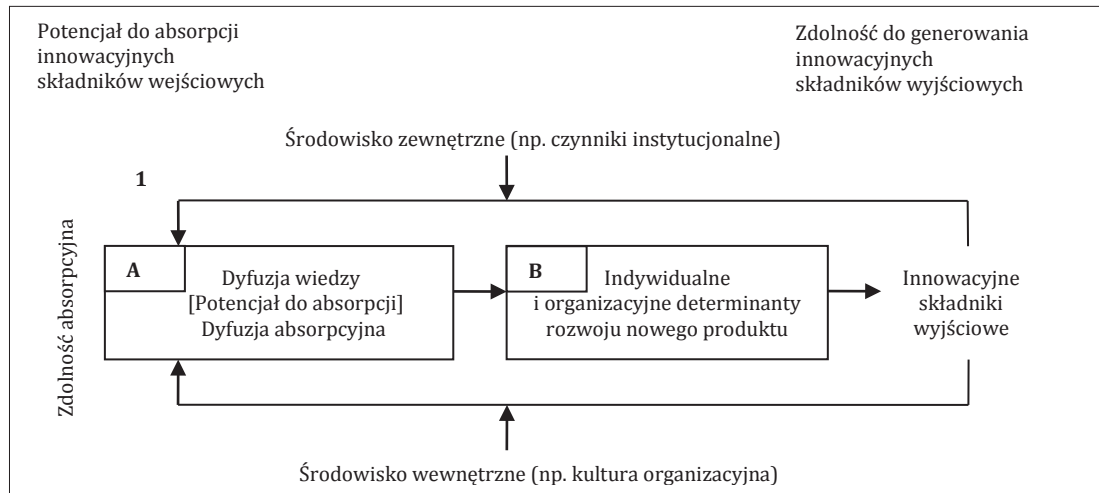 Potencjał do absorpcji
innowacyjnych
składników wejściowych
Zdolność do generowania
innowacyjnych
składników wyjściowych
Środowisko zewnętrzne (np. czynniki instytucjonalne)
1
Zdolność absorpcyjna
A
Dyfuzja wiedzy
[Potencjał do absorpcji]
Dyfuzja absorpcyjna
B
Indywidualne
i organizacyjne determinanty
rozwoju nowego produktu
Innowacyjne
składniki
wyjściowe
Środowisko wewnętrzne (np. kultura organizacyjna)